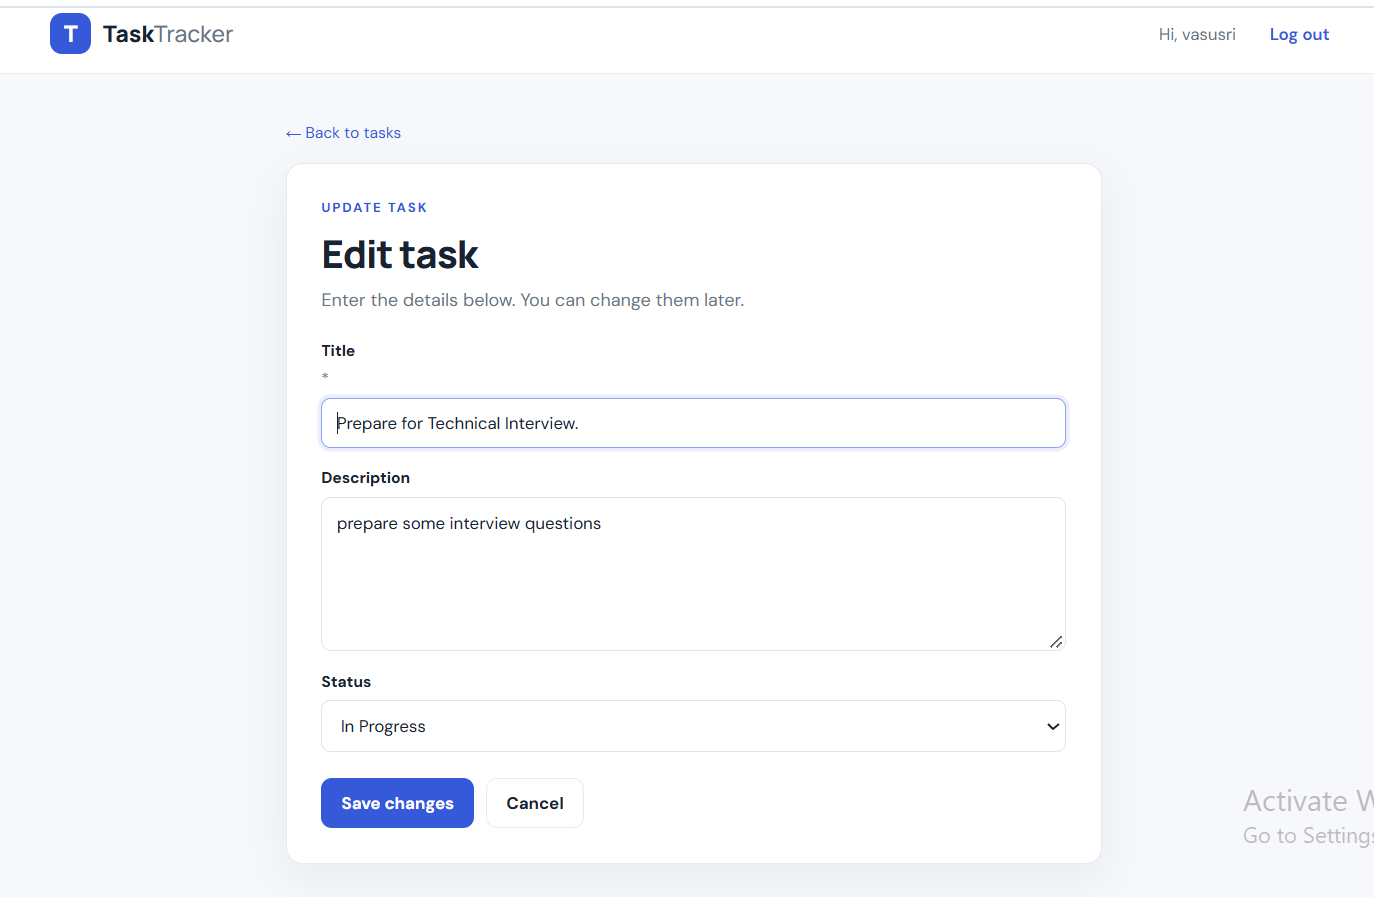 T TaskTracker Hi, vasusri Log out
← Back to tasks
UPDATE TASK
Edit task
Enter the details below. You can change them later.
Title
*
Prepare for Technical Interview.
Description
prepare some interview questions
Status
In Progress
Save changes Cancel
Activate W
Go to Settings